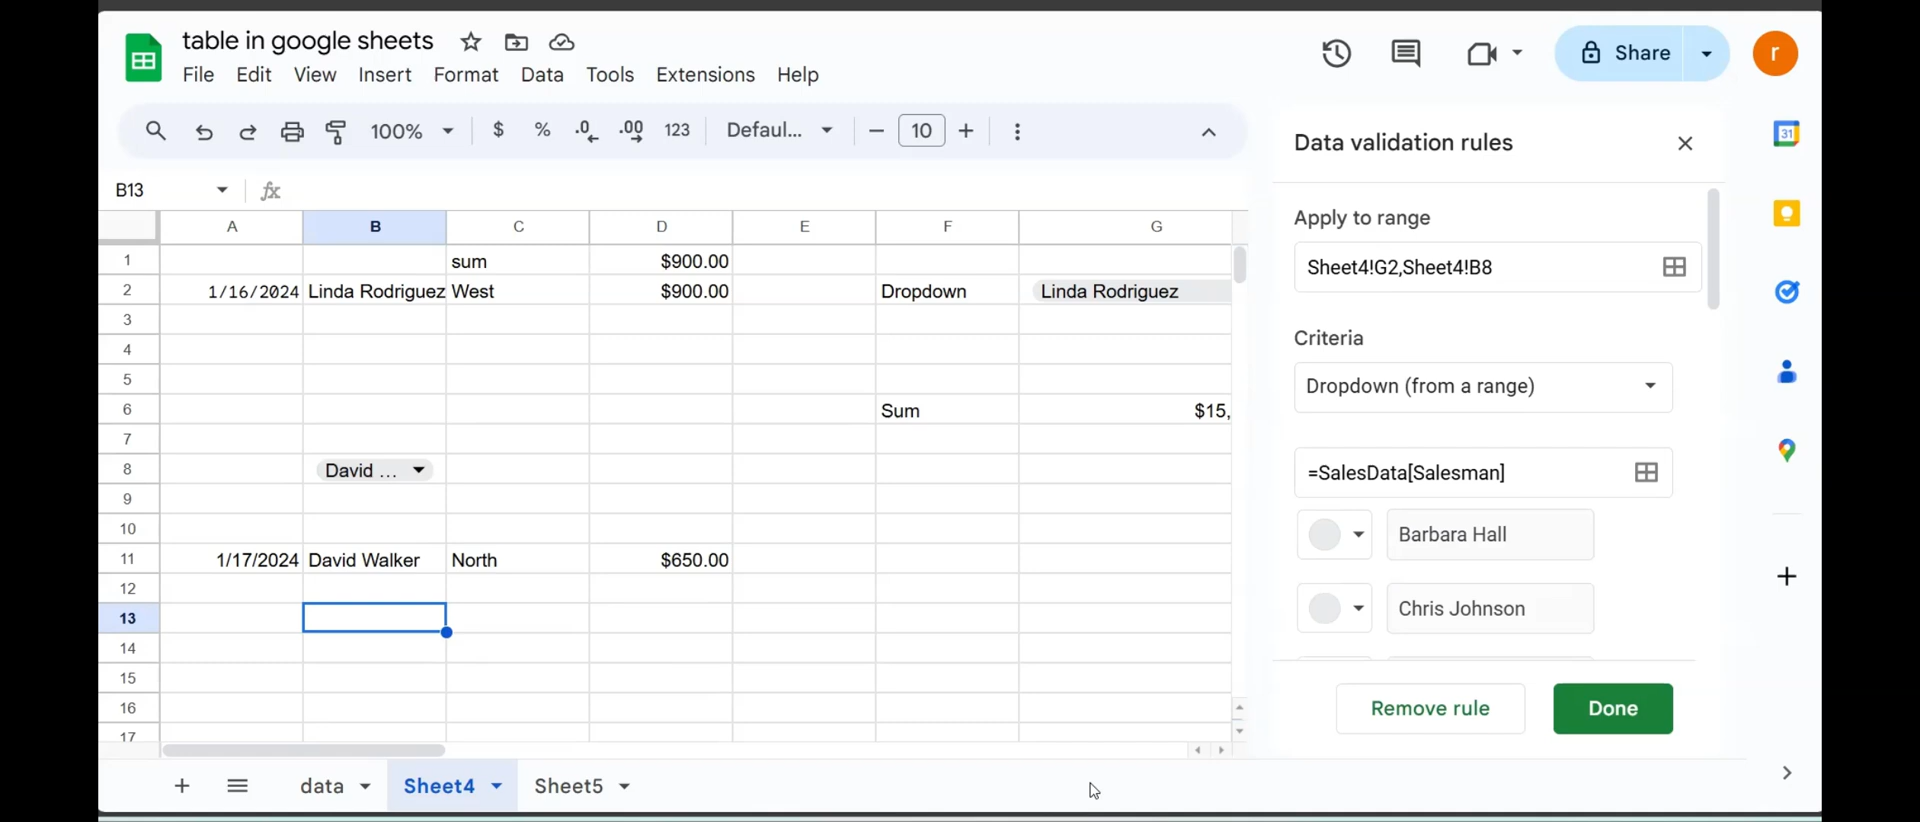 table in google sheets
File Edit View Insert Format Data Tools Extensions Help
Share
r
100% $ % .0 .00 123 Defaul... 10
Data validation rules
31
B13
fx
A B C D E F G
1 sum $900.00
2 1/16/2024 Linda Rodriguez West $900.00 Dropdown Linda Rodriguez
3
4
5
6 Sum $15,
7
8 David ...
9
10
11 1/17/2024 David Walker North $650.00
12
13
14
15
16
17
Apply to range
Sheet4!G2,Sheet4!B8
Criteria
Dropdown (from a range)
=SalesData[Salesman]
Barbara Hall
Chris Johnson
Remove rule Done
data Sheet4 Sheet5